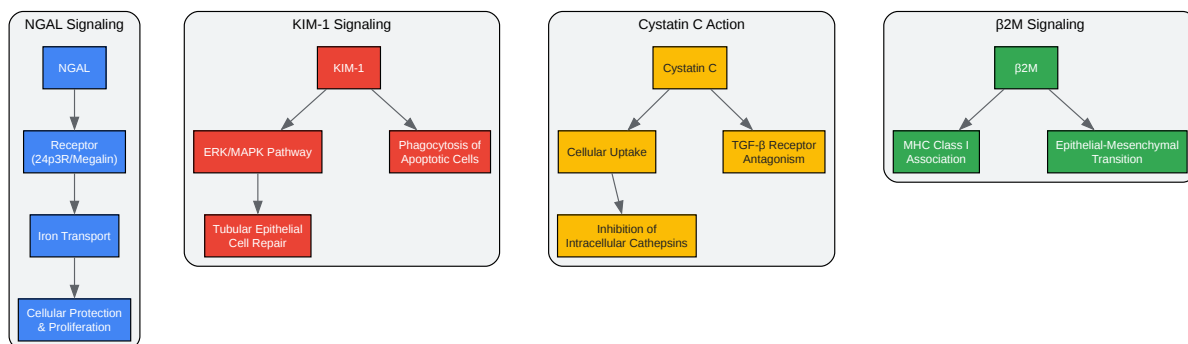 NGAL Signaling
NGAL
Receptor
(24p3R/Megalin)
Iron Transport
Cellular Protection
& Proliferation
KIM-1 Signaling
KIM-1
ERK/MAPK Pathway
Phagocytosis of
Apoptotic Cells
Tubular Epithelial
Cell Repair
Cystatin C Action
Cystatin C
Cellular Uptake
TGF-β Receptor
Antagonism
Inhibition of
Intracellular Cathepsins
β2M Signaling
β2M
MHC Class I
Association
Epithelial-Mesenchymal
Transition